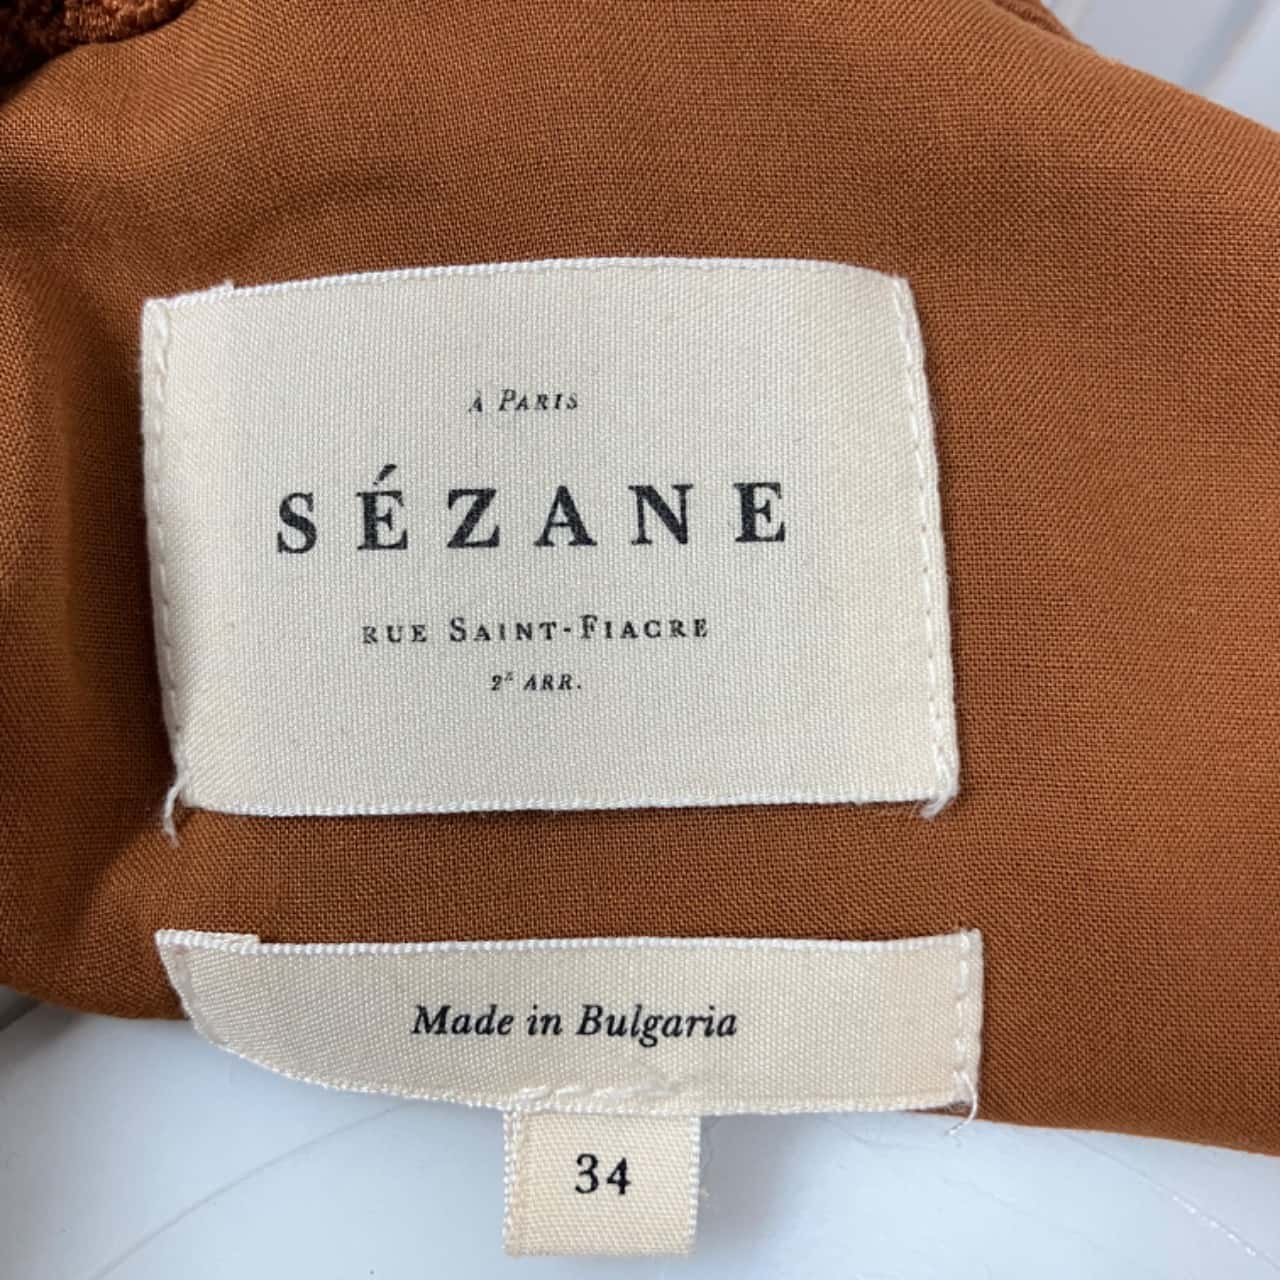 À PARIS
SÉZANE
RUE SAINT-FIACRE
2E ARR.
Made in Bulgaria
34